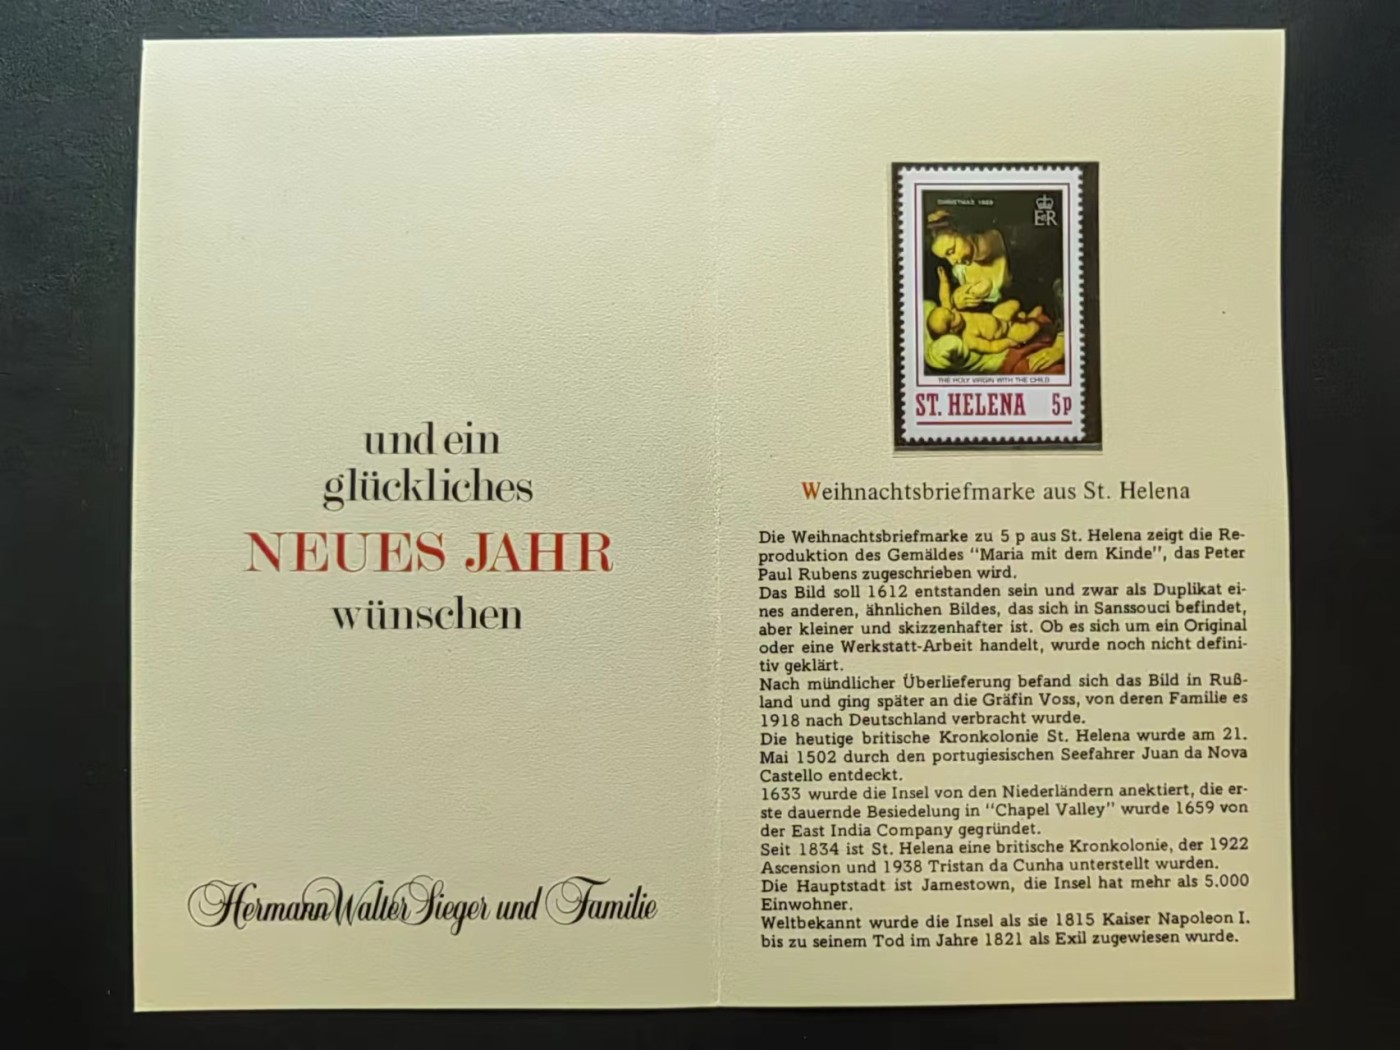 und ein
glückliches
NEUES JAHR
wünschen
Hermann Walter Sieger und Familie
CHRISTMAS
E II R
THE HOLY VIRGIN WITH THE CHILD
ST. HELENA 5p
Weihnachtsbriefmarke aus St. Helena
Die Weihnachtsbriefmarke zu 5 p aus St. Helena zeigt die Re-
produktion des Gemäldes "Maria mit dem Kinde", das Peter
Paul Rubens zugeschrieben wird.
Das Bild soll 1612 entstanden sein und zwar als Duplikat ei-
nes anderen, ähnlichen Bildes, das sich in Sanssouci befindet,
aber kleiner und skizzenhafter ist. Ob es sich um ein Original
oder eine Werkstatt-Arbeit handelt, wurde noch nicht defini-
tiv geklärt.
Nach mündlicher Überlieferung befand sich das Bild in Ruß-
land und ging später an die Gräfin Voss, von deren Familie es
1918 nach Deutschland verbracht wurde.
Die heutige britische Kronkolonie St. Helena wurde am 21.
Mai 1502 durch den portugiesischen Seefahrer Juan da Nova
Castello entdeckt.
1633 wurde die Insel von den Niederländern anektiert, die er-
ste dauernde Besiedelung in "Chapel Valley" wurde 1659 von
der East India Company gegründet.
Seit 1834 ist St. Helena eine britische Kronkolonie, der 1922
Ascension und 1938 Tristan da Cunha unterstellt wurden.
Die Hauptstadt ist Jamestown, die Insel hat mehr als 5.000
Einwohner.
Weltbekannt wurde die Insel als sie 1815 Kaiser Napoleon I.
bis zu seinem Tod im Jahre 1821 als Exil zugewiesen wurde.